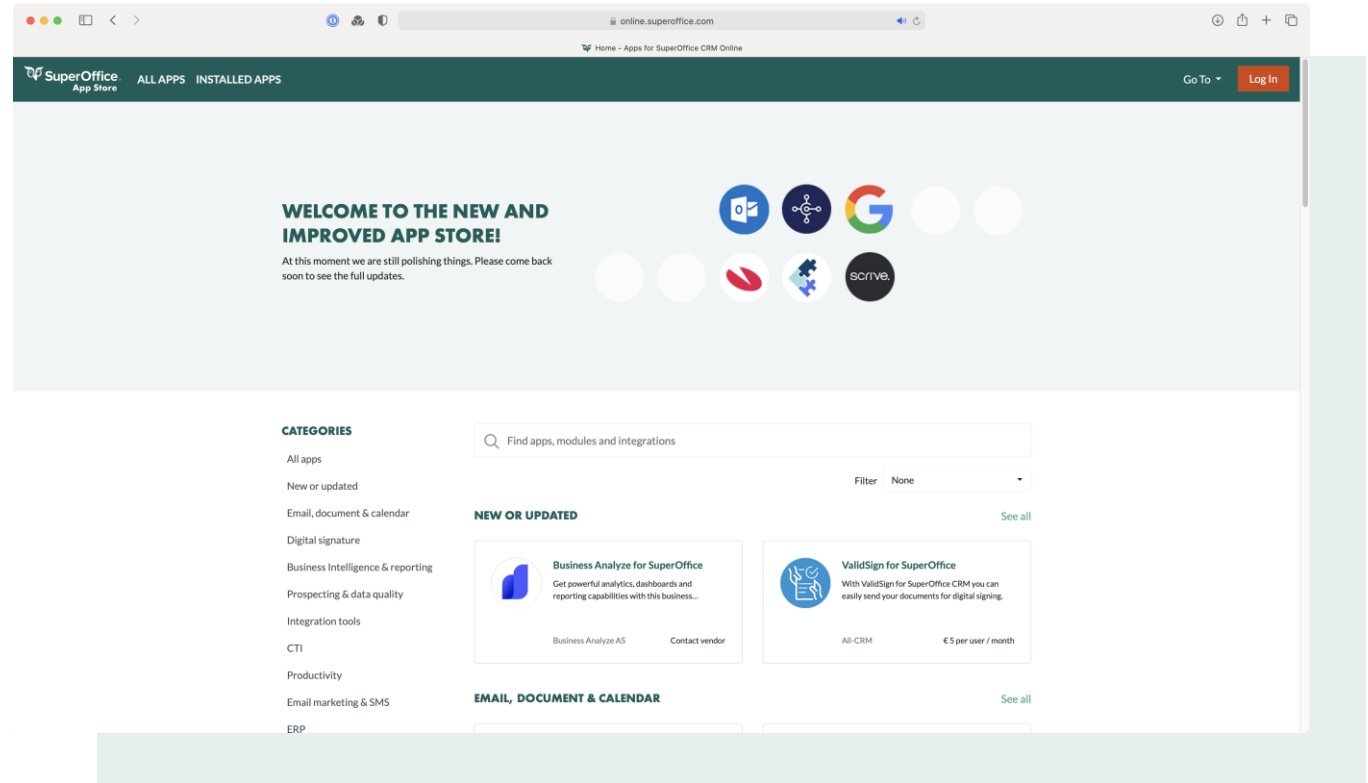 online.superoffice.com
Home - Apps for SuperOffice CRM Online
SuperOffice.
App Store
ALL APPS INSTALLED APPS
Go To
Log In
WELCOME TO THE NEW AND
IMPROVED APP STORE!
At this moment we are still polishing things. Please come back
soon to see the full updates.
scrive.
CATEGORIES
All apps
New or updated
Email, document & calendar
Digital signature
Business Intelligence & reporting
Prospecting & data quality
Integration tools
CTI
Productivity
Email marketing & SMS
ERP
Find apps, modules and integrations
Filter None
NEW OR UPDATED
See all
Business Analyze for SuperOffice
Get powerful analytics, dashboards and
reporting capabilities with this business...
Business Analyze AS
Contact vendor
ValidSign for SuperOffice
With ValidSign for SuperOffice CRM you can
easily send your documents for digital signing.
All-CRM
€ 5 per user / month
EMAIL, DOCUMENT & CALENDAR
See all